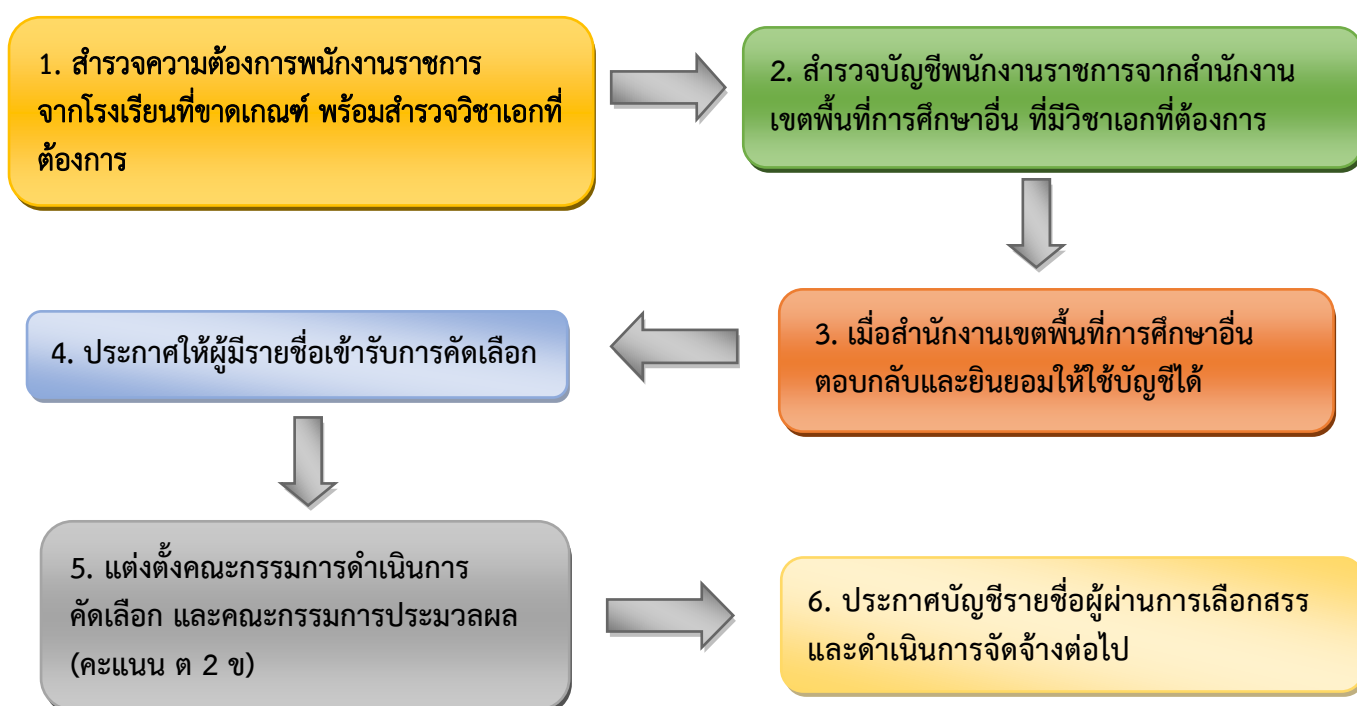 1. สำรวจความต้องการพนักงานราชการ
จากโรงเรียนที่ขาดเกณฑ์ พร้อมสำรวจวิชาเอกที่
ต้องการ
2. สำรวจบัญชีพนักงานราชการจากสำนักงาน
เขตพื้นที่การศึกษาอื่น ที่มีวิชาเอกที่ต้องการ
3. เมื่อสำนักงานเขตพื้นที่การศึกษาอื่น
ตอบกลับและยินยอมให้ใช้บัญชีได้
4. ประกาศให้ผู้มีรายชื่อเข้ารับการคัดเลือก
5. แต่งตั้งคณะกรรมการดำเนินการ
คัดเลือก และคณะกรรมการประมวลผล
(คะแนน ต 2 ข)
6. ประกาศบัญชีรายชื่อผู้ผ่านการเลือกสรร
และดำเนินการจัดจ้างต่อไป